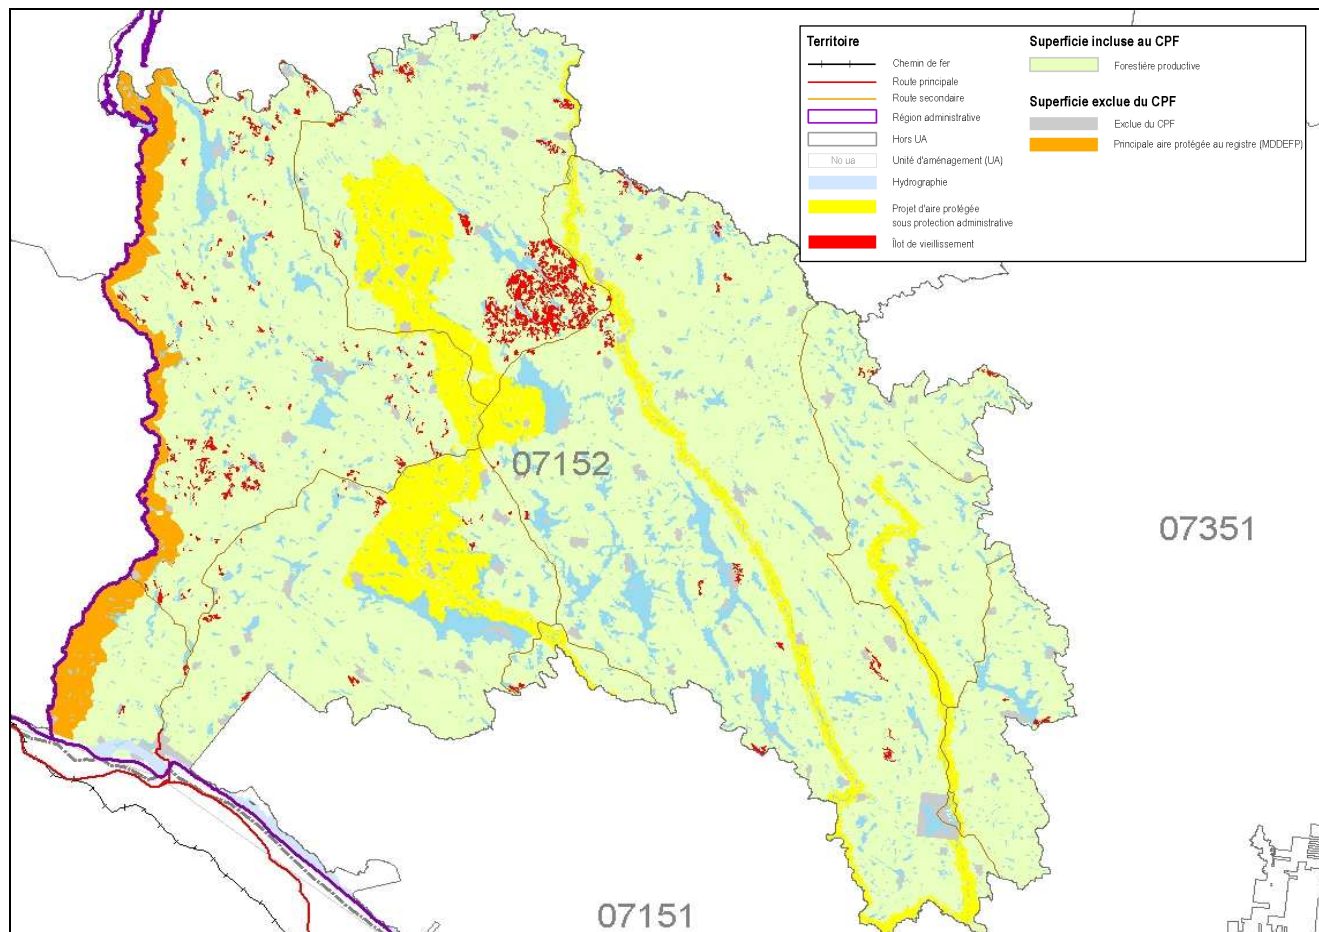 Territoire
Chemin de fer
Route principale
Route secondaire
Région administrative
Hors UA
No ua
Unité d'aménagement (UA)
Hydrographie
Projet d'aire protégée
sous protection administrative
Îlot de vieillissement
Superficie incluse au CPF
Forestière productive
Superficie exclue du CPF
Exclue du CPF
Principale aire protégée au registre (MDDEFP)
07152
07351
07151